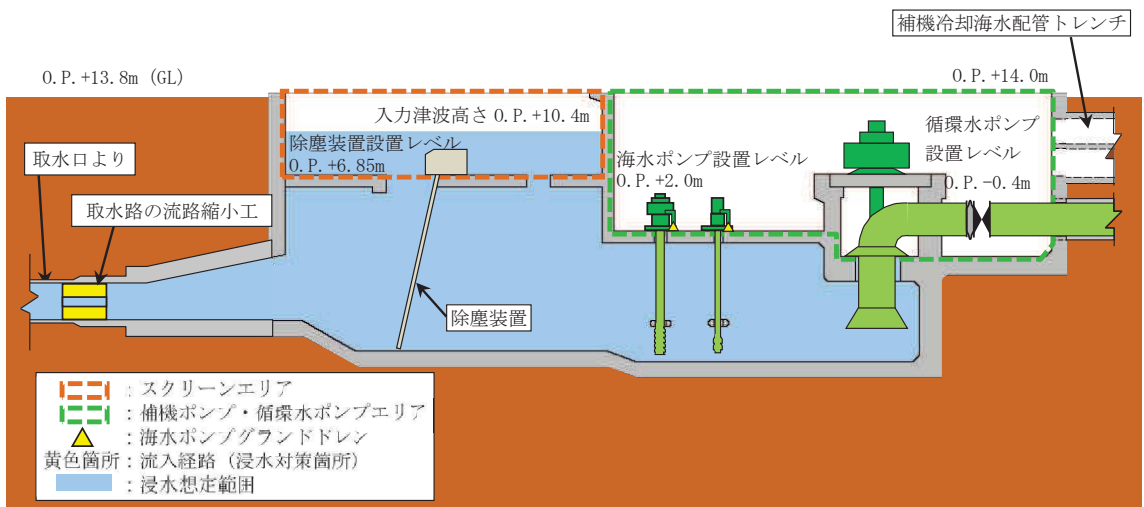 補機冷却海水配管トレンチ
O.P.+13.8m (GL)
O.P.+14.0m
入力津波高さ O.P.+10.4m
除塵装置設置レベル
O.P.+6.85m
海水ポンプ設置レベル
O.P.+2.0m
循環水ポンプ
設置レベル
O.P.-0.4m
取水口より
取水路の流路縮小工
除塵装置
：スクリーンエリア
：補機ポンプ・循環水ポンプエリア
：海水ポンプグランドドレン
黄色箇所：流入経路（浸水対策箇所）
：浸水想定範囲